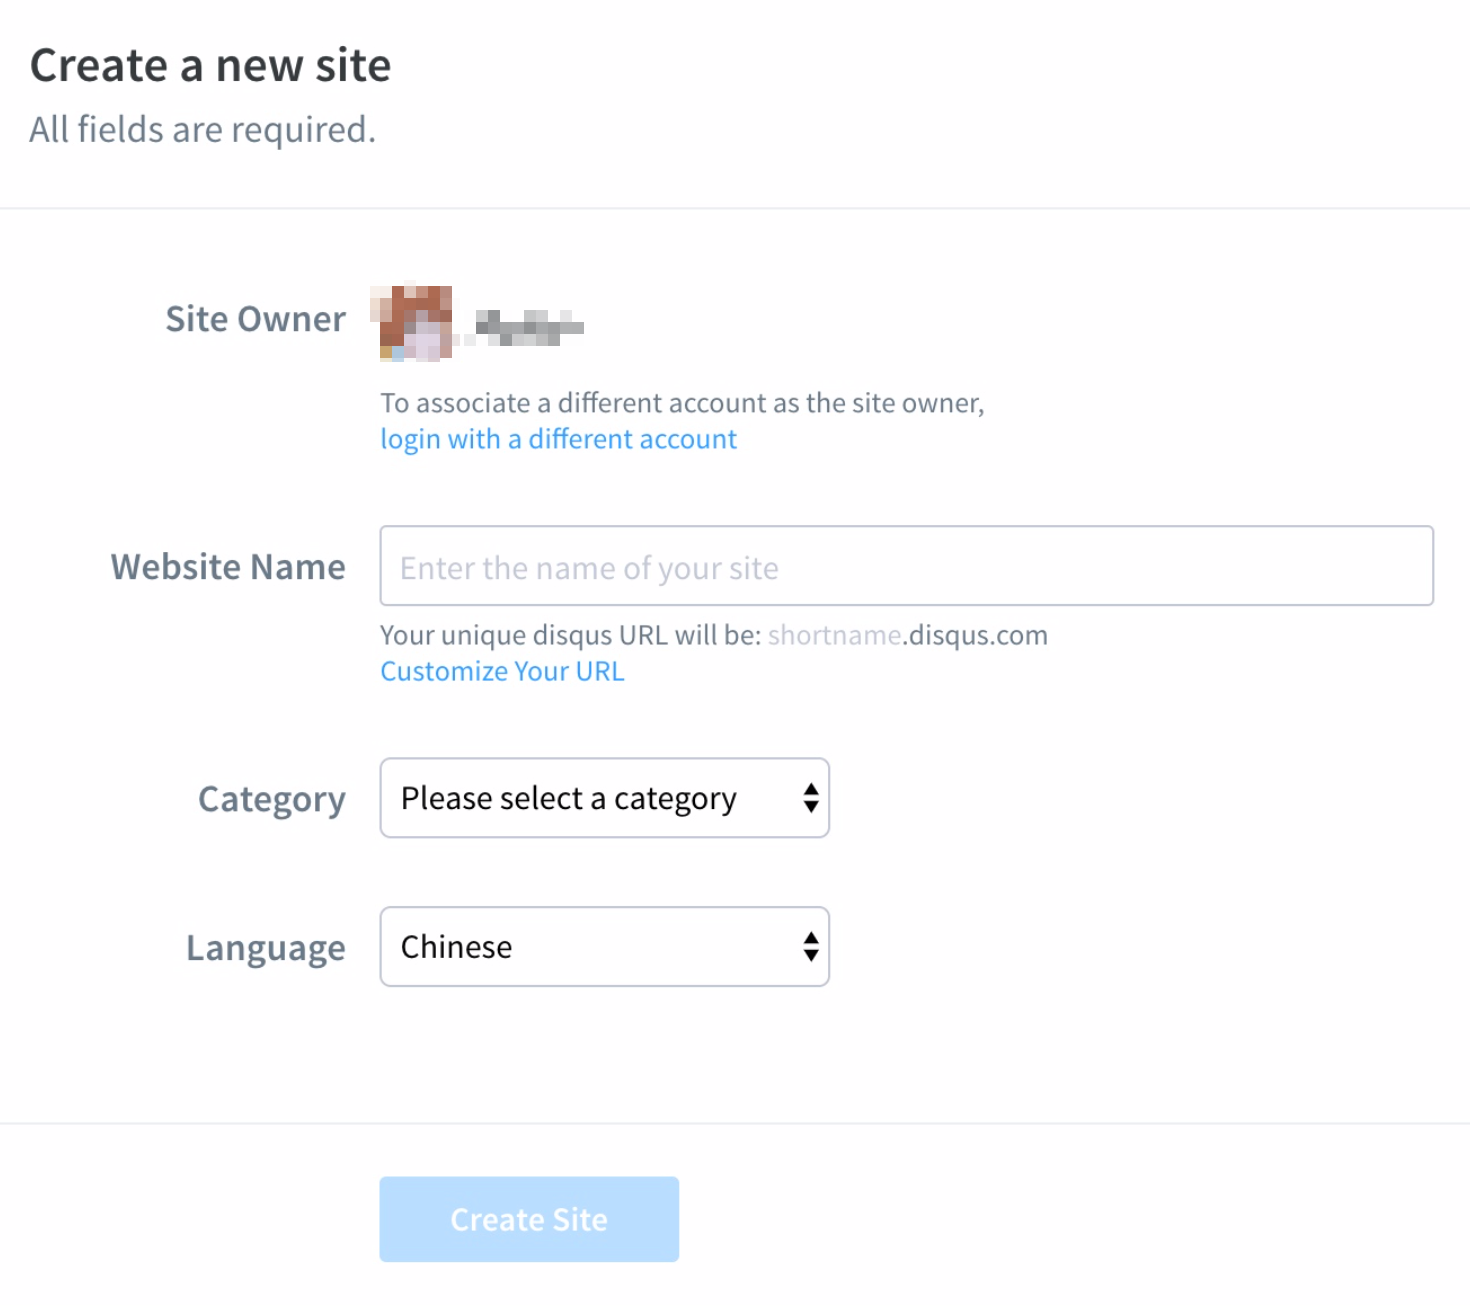 Create a new site
All fields are required.
Site Owner
To associate a different account as the site owner,
login with a different account
Website Name
Enter the name of your site
Your unique disqus URL will be: shortname.disqus.com
Customize Your URL
Category
Please select a category
Language
Chinese
Create Site